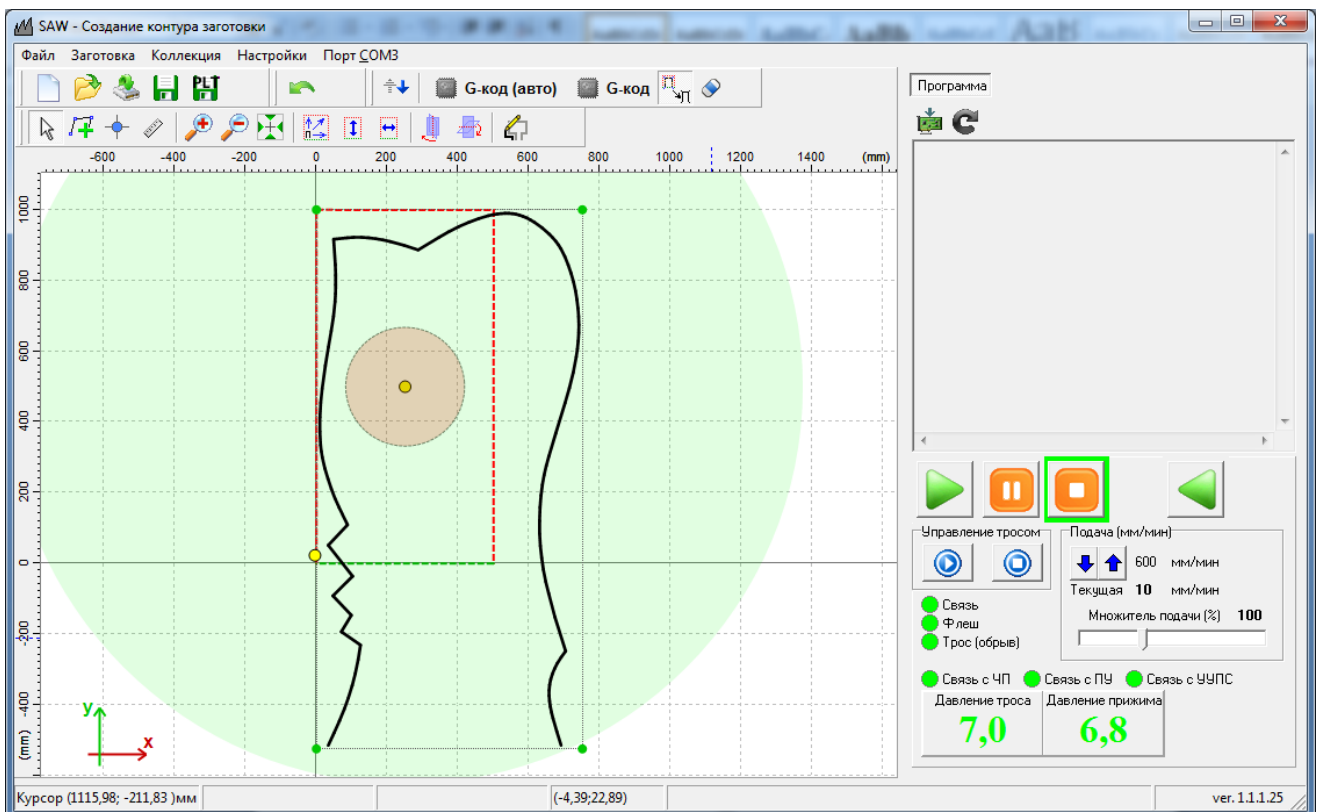 SAW - Создание контура заготовки
Файл Заготовка Коллекция Настройки Порт COM3
PLT G-код (авто) G-код
Программа
-600 -400 -200 0 200 400 600 800 1000 1200 1400 (mm)
1000
800
600
400
200
0
-200
-400
(mm)
y
x
Управление тросом
Подача (мм/мин)
600 мм/мин
Текущая 10 мм/мин
Множитель подачи (%) 100
Связь
Флеш
Трос (обрыв)
Связь с ЧП Связь с ПУ Связь с УУПС
Давление троса Давление прижима
7,0 6,8
Курсор (1115,98; -211,83 )мм (-4,39;22,89) ver. 1.1.1.25